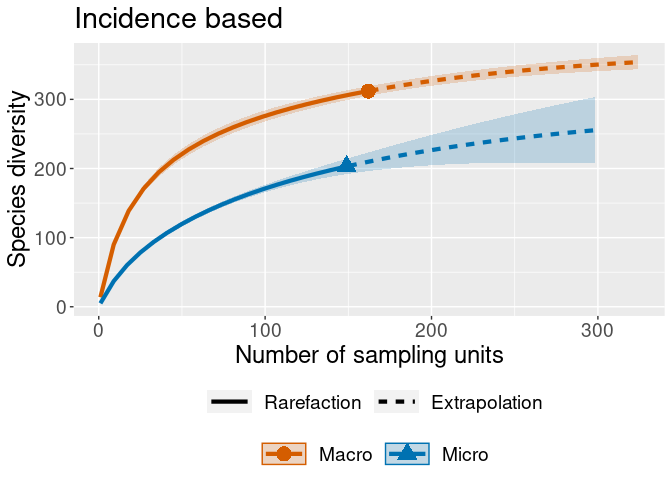 Incidence based
Species diversity
300
200
100
0
0 100 200 300
Number of sampling units
Rarefaction Extrapolation
Macro Micro